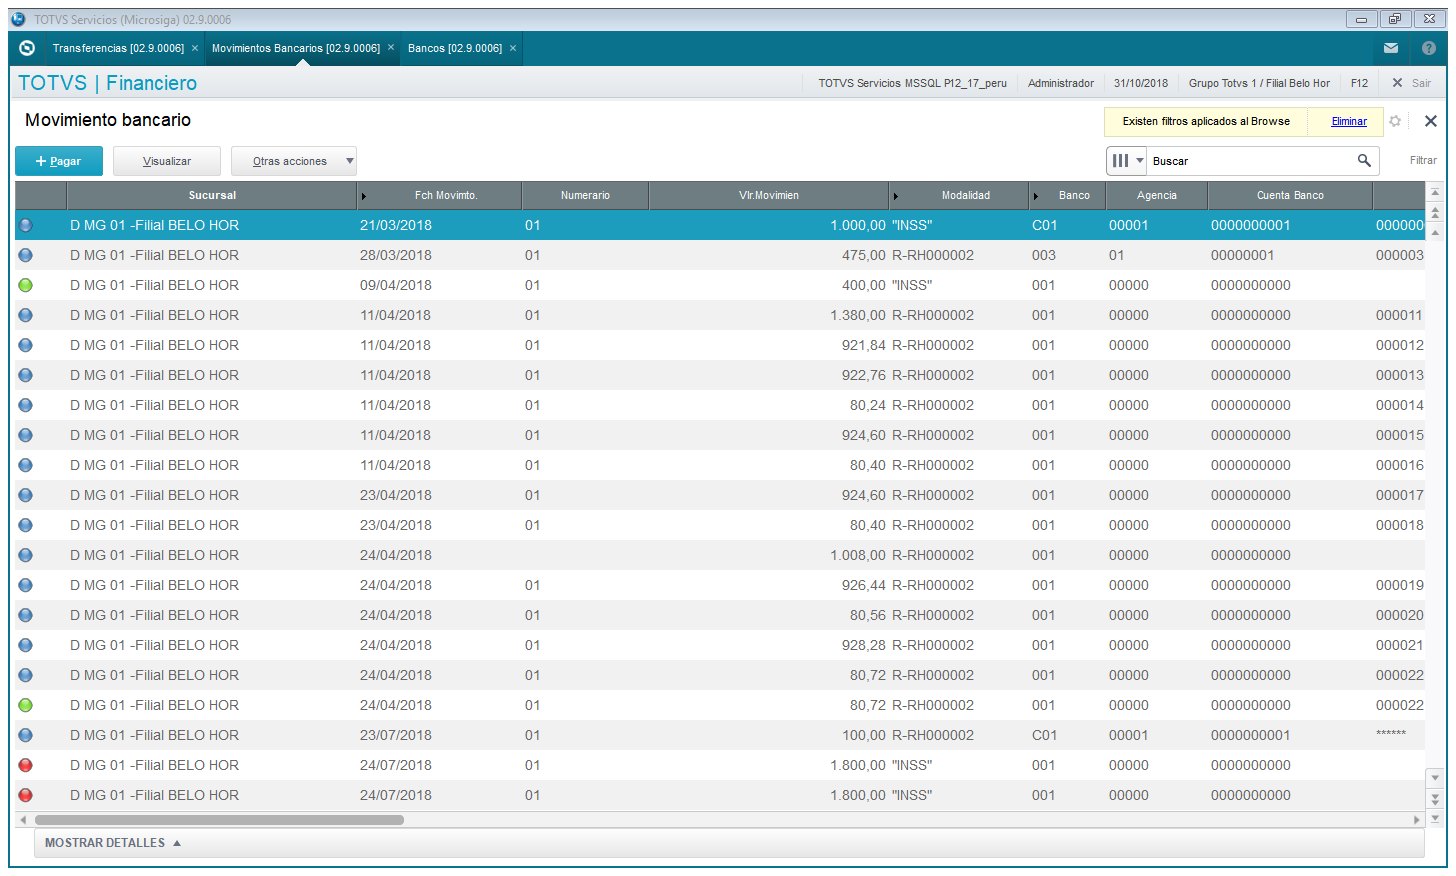 TOTVS Servicios (Microsiga) 02.9.0006
Transferencias [02.9.0006] × Movimientos Bancarios [02.9.0006] × Bancos [02.9.0006] ×
TOTVS | Financiero TOTVS Servicios MSSQL P12_17_peru Administrador 31/10/2018 Grupo Totvs 1 / Filial Belo Hor F12 Sair
Movimiento bancario Existen filtros aplicados al Browse Eliminar
+ Pagar Visualizar Otras acciones Buscar Filtrar
Sucursal Fch Movimto. Numerario Vlr.Movimien Modalidad Banco Agencia Cuenta Banco
D MG 01 -Filial BELO HOR 21/03/2018 01 1.000,00 "INSS" C01 00001 0000000001 000000
D MG 01 -Filial BELO HOR 28/03/2018 01 475,00 R-RH000002 003 01 00000001 000003
D MG 01 -Filial BELO HOR 09/04/2018 01 400,00 "INSS" 001 00000 0000000000
D MG 01 -Filial BELO HOR 11/04/2018 01 1.380,00 R-RH000002 001 00000 0000000000 000011
D MG 01 -Filial BELO HOR 11/04/2018 01 921,84 R-RH000002 001 00000 0000000000 000012
D MG 01 -Filial BELO HOR 11/04/2018 01 922,76 R-RH000002 001 00000 0000000000 000013
D MG 01 -Filial BELO HOR 11/04/2018 01 80,24 R-RH000002 001 00000 0000000000 000014
D MG 01 -Filial BELO HOR 11/04/2018 01 924,60 R-RH000002 001 00000 0000000000 000015
D MG 01 -Filial BELO HOR 11/04/2018 01 80,40 R-RH000002 001 00000 0000000000 000016
D MG 01 -Filial BELO HOR 23/04/2018 01 924,60 R-RH000002 001 00000 0000000000 000017
D MG 01 -Filial BELO HOR 23/04/2018 01 80,40 R-RH000002 001 00000 0000000000 000018
D MG 01 -Filial BELO HOR 24/04/2018 1.008,00 R-RH000002 001 00000 0000000000
D MG 01 -Filial BELO HOR 24/04/2018 01 926,44 R-RH000002 001 00000 0000000000 000019
D MG 01 -Filial BELO HOR 24/04/2018 01 80,56 R-RH000002 001 00000 0000000000 000020
D MG 01 -Filial BELO HOR 24/04/2018 01 928,28 R-RH000002 001 00000 0000000000 000021
D MG 01 -Filial BELO HOR 24/04/2018 01 80,72 R-RH000002 001 00000 0000000000 000022
D MG 01 -Filial BELO HOR 24/04/2018 01 80,72 R-RH000002 001 00000 0000000000 000022
D MG 01 -Filial BELO HOR 23/07/2018 01 100,00 R-RH000002 C01 00001 0000000001 ******
D MG 01 -Filial BELO HOR 24/07/2018 01 1.800,00 "INSS" 001 00000 0000000000
D MG 01 -Filial BELO HOR 24/07/2018 01 1.800,00 "INSS" 001 00000 0000000000
MOSTRAR DETALLES